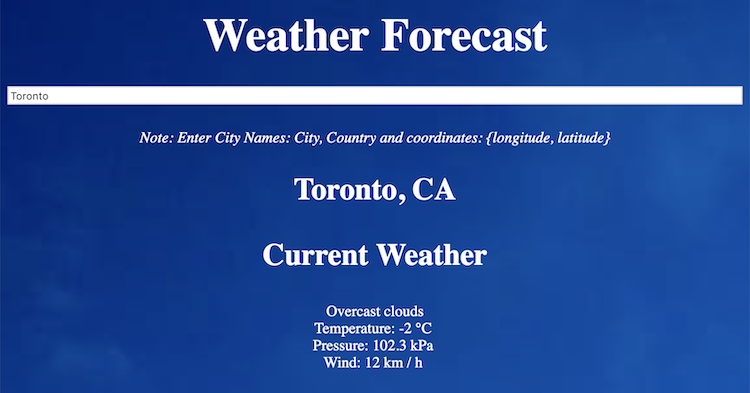 Weather Forecast
Toronto
Note: Enter City Names: City, Country and coordinates: {longitude, latitude}
Toronto, CA
Current Weather
Overcast clouds
Temperature: -2 °C
Pressure: 102.3 kPa
Wind: 12 km / h